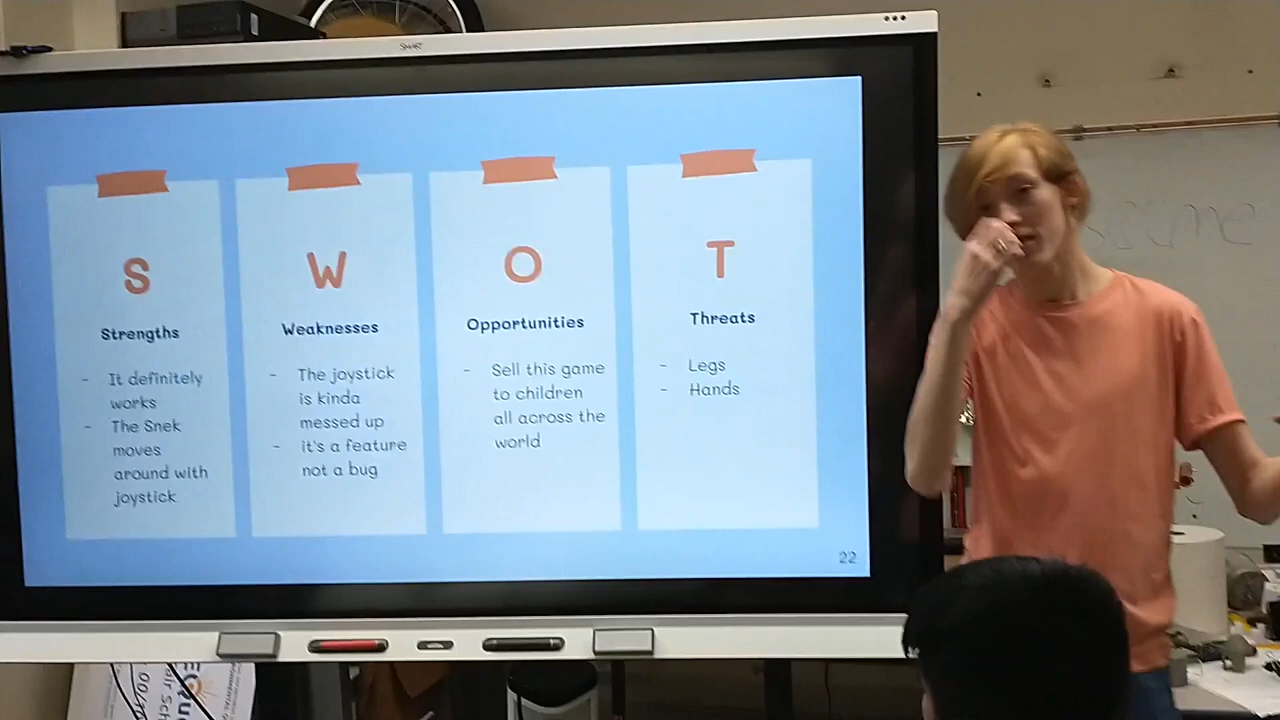 SMART
S
Strengths
- It definitely
works
- The Snek
moves
around with
joystick
W
Weaknesses
- The joystick
is kinda
messed up
- it's a feature
not a bug
O
Opportunities
- Sell this game
to children
all across the
world
T
Threats
- Legs
- Hands
22